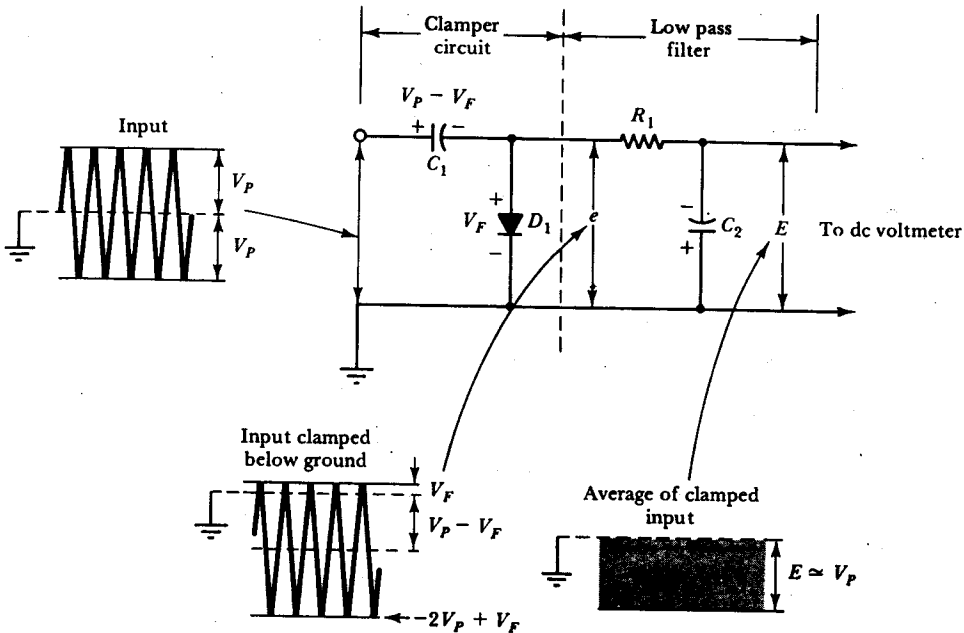 Clamper
circuit
Low pass
filter
V_P − V_F
Input
+
−
R_1
C_1
V_P
V_P
+
V_F
D_1
−
e
−
C_2
+
E
To dc voltmeter
Input clamped
below ground
V_F
V_P − V_F
−2V_P + V_F
Average of clamped
input
E ≃ V_P